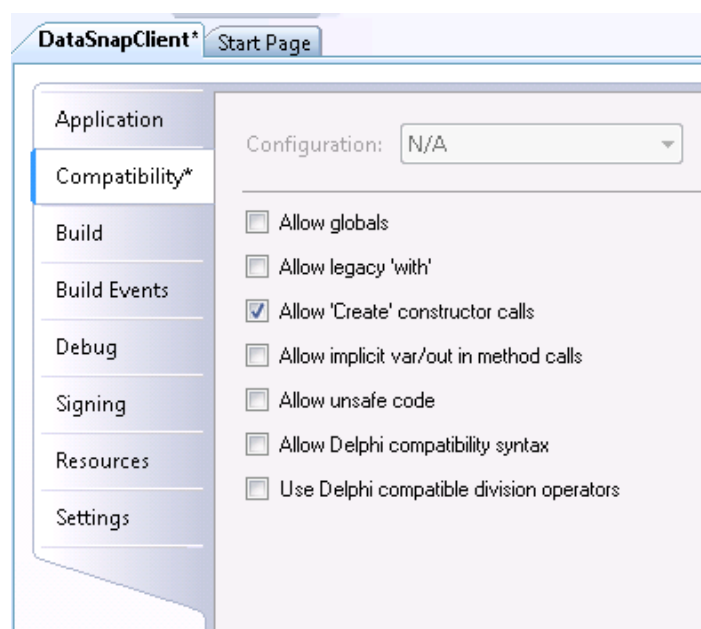 DataSnapClient* Start Page
Application
Configuration: N/A
Compatibility*
Allow globals
Build
Allow legacy 'with'
Build Events
Allow 'Create' constructor calls
Debug
Allow implicit var/out in method calls
Signing
Allow unsafe code
Resources
Allow Delphi compatibility syntax
Use Delphi compatible division operators
Settings